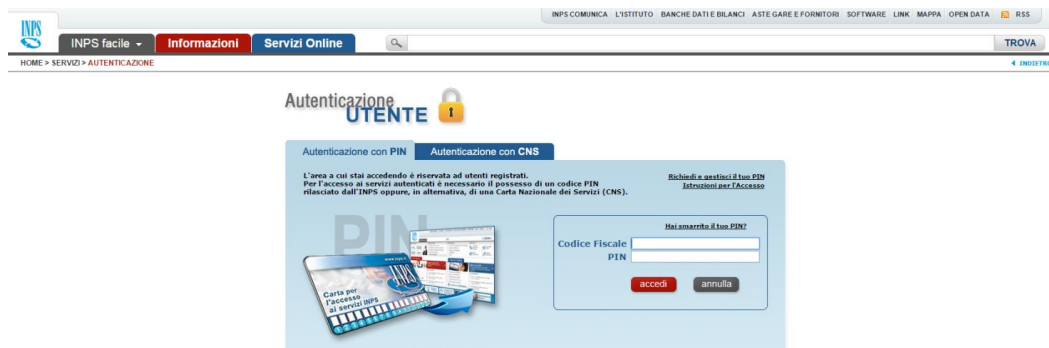 INPS COMUNICA L'ISTITUTO BANCHE DATI E BILANCI ASTE GARE E FORNITORI SOFTWARE LINK MAPPA OPEN DATA RSS
INPS
INPS facile Informazioni Servizi Online TROVA
HOME > SERVIZI > AUTENTICAZIONE INDIETRO
Autenticazione
UTENTE
Autenticazione con PIN Autenticazione con CNS
L'area a cui stai accedendo è riservata ad utenti registrati.
Per l'accesso ai servizi autenticati è necessario il possesso di un codice PIN
rilasciato dall'INPS oppure, in alternativa, di una Carta Nazionale dei Servizi (CNS).
Richiedi e gestisci il tuo PIN
Istruzioni per l'Accesso
PIN
www.inps.it
INPS
Carta per
l'accesso
ai servizi INPS
Hai smarrito il tuo PIN?
Codice Fiscale
PIN
accedi annulla